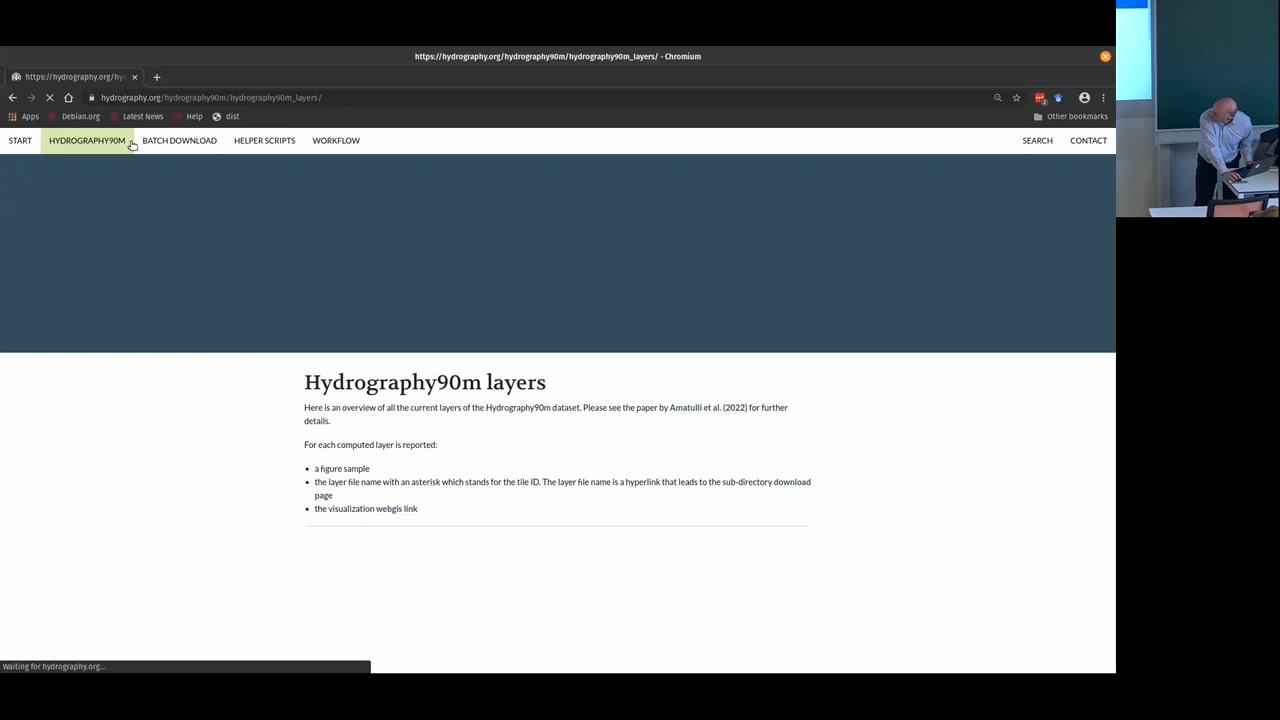 https://hydrography.org/hydrography90m/hydrography90m_layers/ - Chromium
https://hydrography.org/hy
hydrography.org/hydrography90m/hydrography90m_layers/
Apps Debian.org Latest News Help dist Other bookmarks
START HYDROGRAPHY90M BATCH DOWNLOAD HELPER SCRIPTS WORKFLOW SEARCH CONTACT
Hydrography90m layers
Here is an overview of all the current layers of the Hydrography90m dataset. Please see the paper by Amatulli et al. (2022) for further
details.
For each computed layer is reported:
• a figure sample
• the layer file name with an asterisk which stands for the tile ID. The layer file name is a hyperlink that leads to the sub-directory download
page
• the visualization webgis link
Waiting for hydrography.org...